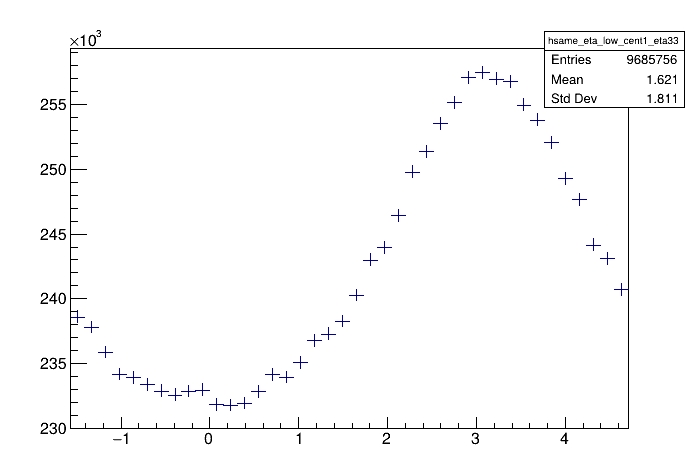 ×10³
hsame_eta_low_cent1_eta33
Entries 9685756
Mean 1.621
Std Dev 1.811
255
250
245
240
235
230
−1 0 1 2 3 4